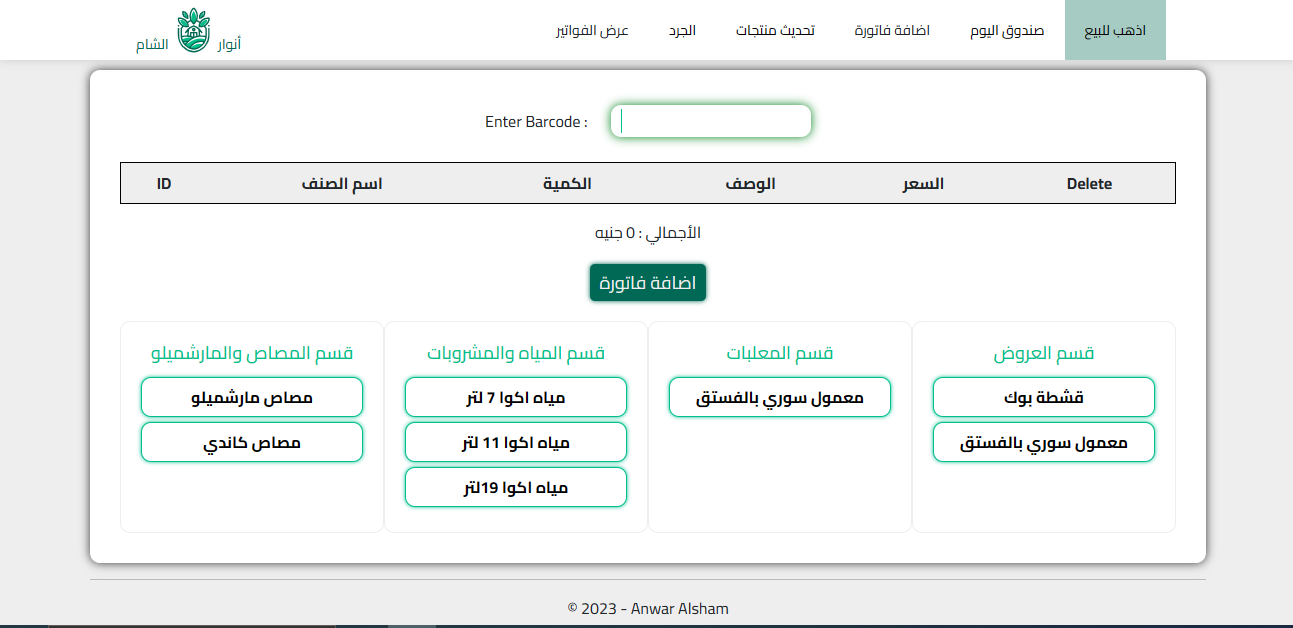 اذهب للبيع
صندوق اليوم
اضافة فاتورة
تحديث منتجات
الجرد
عرض الفواتير
أنوار الشام
Enter Barcode :
ID اسم الصنف الكمية الوصف السعر Delete
الأجمالي : 0 جنيه
اضافة فاتورة
قسم العروض
قشطة بوك
معمول سوري بالفستق
قسم المعلبات
معمول سوري بالفستق
قسم المياه والمشروبات
مياه اكوا 7 لتر
مياه اكوا 11 لتر
مياه اكوا 19لتر
قسم المصاص والمارشميلو
مصاص مارشميلو
مصاص كاندي
© 2023 - Anwar Alsham